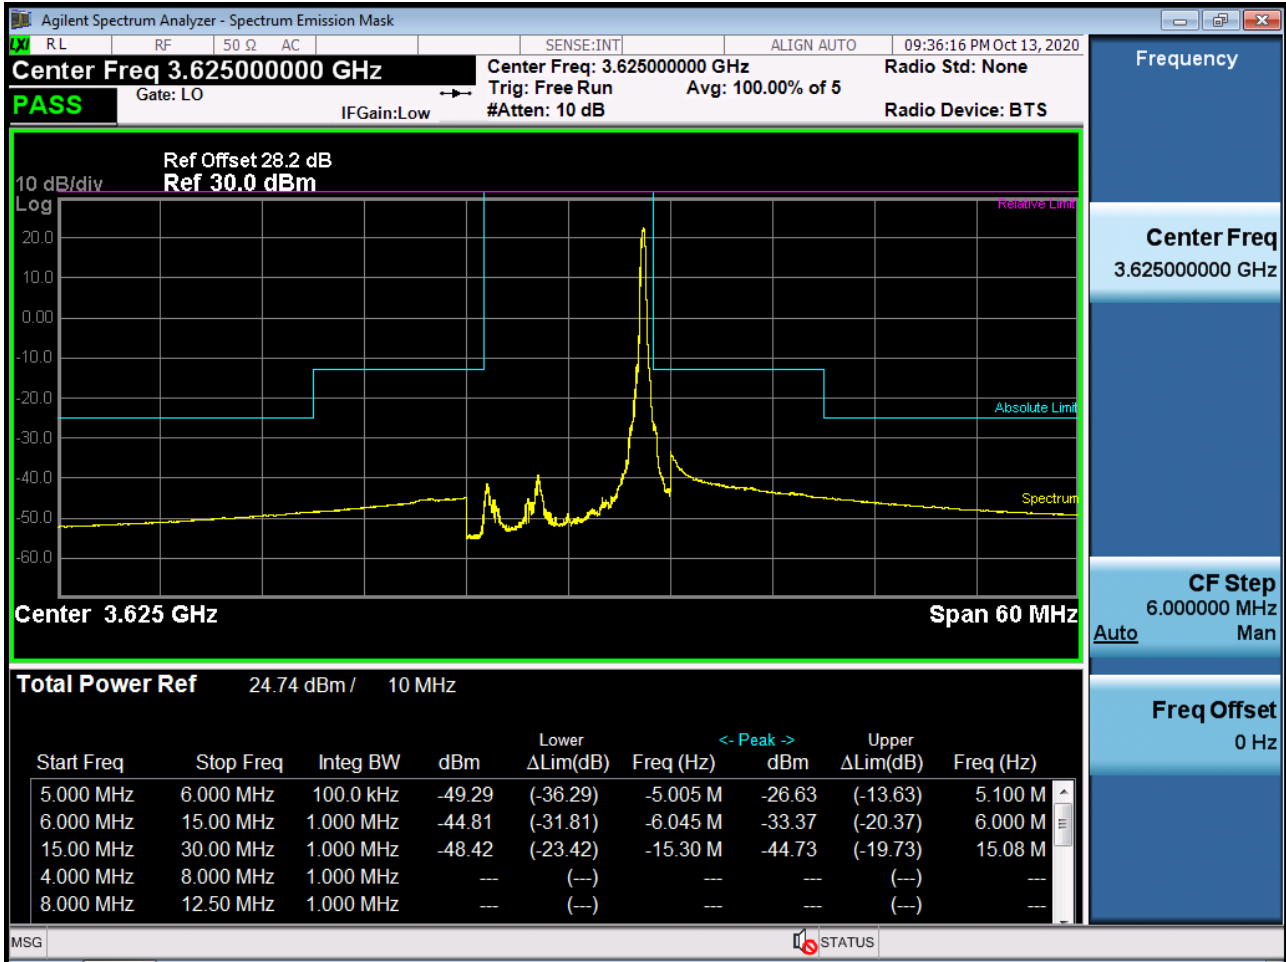 Agilent Spectrum Analyzer - Spectrum Emission Mask
LXI RL RF 50 Ω AC SENSE:INT ALIGN AUTO 09:36:16 PM Oct 13, 2020
Center Freq 3.625000000 GHz Center Freq: 3.625000000 GHz Radio Std: None
Gate: LO Trig: Free Run Avg: 100.00% of 5
PASS IFGain:Low #Atten: 10 dB Radio Device: BTS
Ref Offset 28.2 dB
10 dB/div Ref 30.0 dBm
Log
Relative Limit
20.0
10.0
0.00
-10.0
-20.0
Absolute Limit
-30.0
-40.0
Spectrum
-50.0
-60.0
Center 3.625 GHz Span 60 MHz
Total Power Ref 24.74 dBm / 10 MHz
Lower <- Peak -> Upper
Start Freq Stop Freq Integ BW dBm ΔLim(dB) Freq (Hz) dBm ΔLim(dB) Freq (Hz)
5.000 MHz 6.000 MHz 100.0 kHz -49.29 (-36.29) -5.005 M -26.63 (-13.63) 5.100 M
6.000 MHz 15.00 MHz 1.000 MHz -44.81 (-31.81) -6.045 M -33.37 (-20.37) 6.000 M
15.00 MHz 30.00 MHz 1.000 MHz -48.42 (-23.42) -15.30 M -44.73 (-19.73) 15.08 M
4.000 MHz 8.000 MHz 1.000 MHz --- (---) --- --- (---) ---
8.000 MHz 12.50 MHz 1.000 MHz --- (---) --- --- (---) ---
MSG STATUS
Frequency
Center Freq
3.625000000 GHz
CF Step
6.000000 MHz
Auto Man
Freq Offset
0 Hz